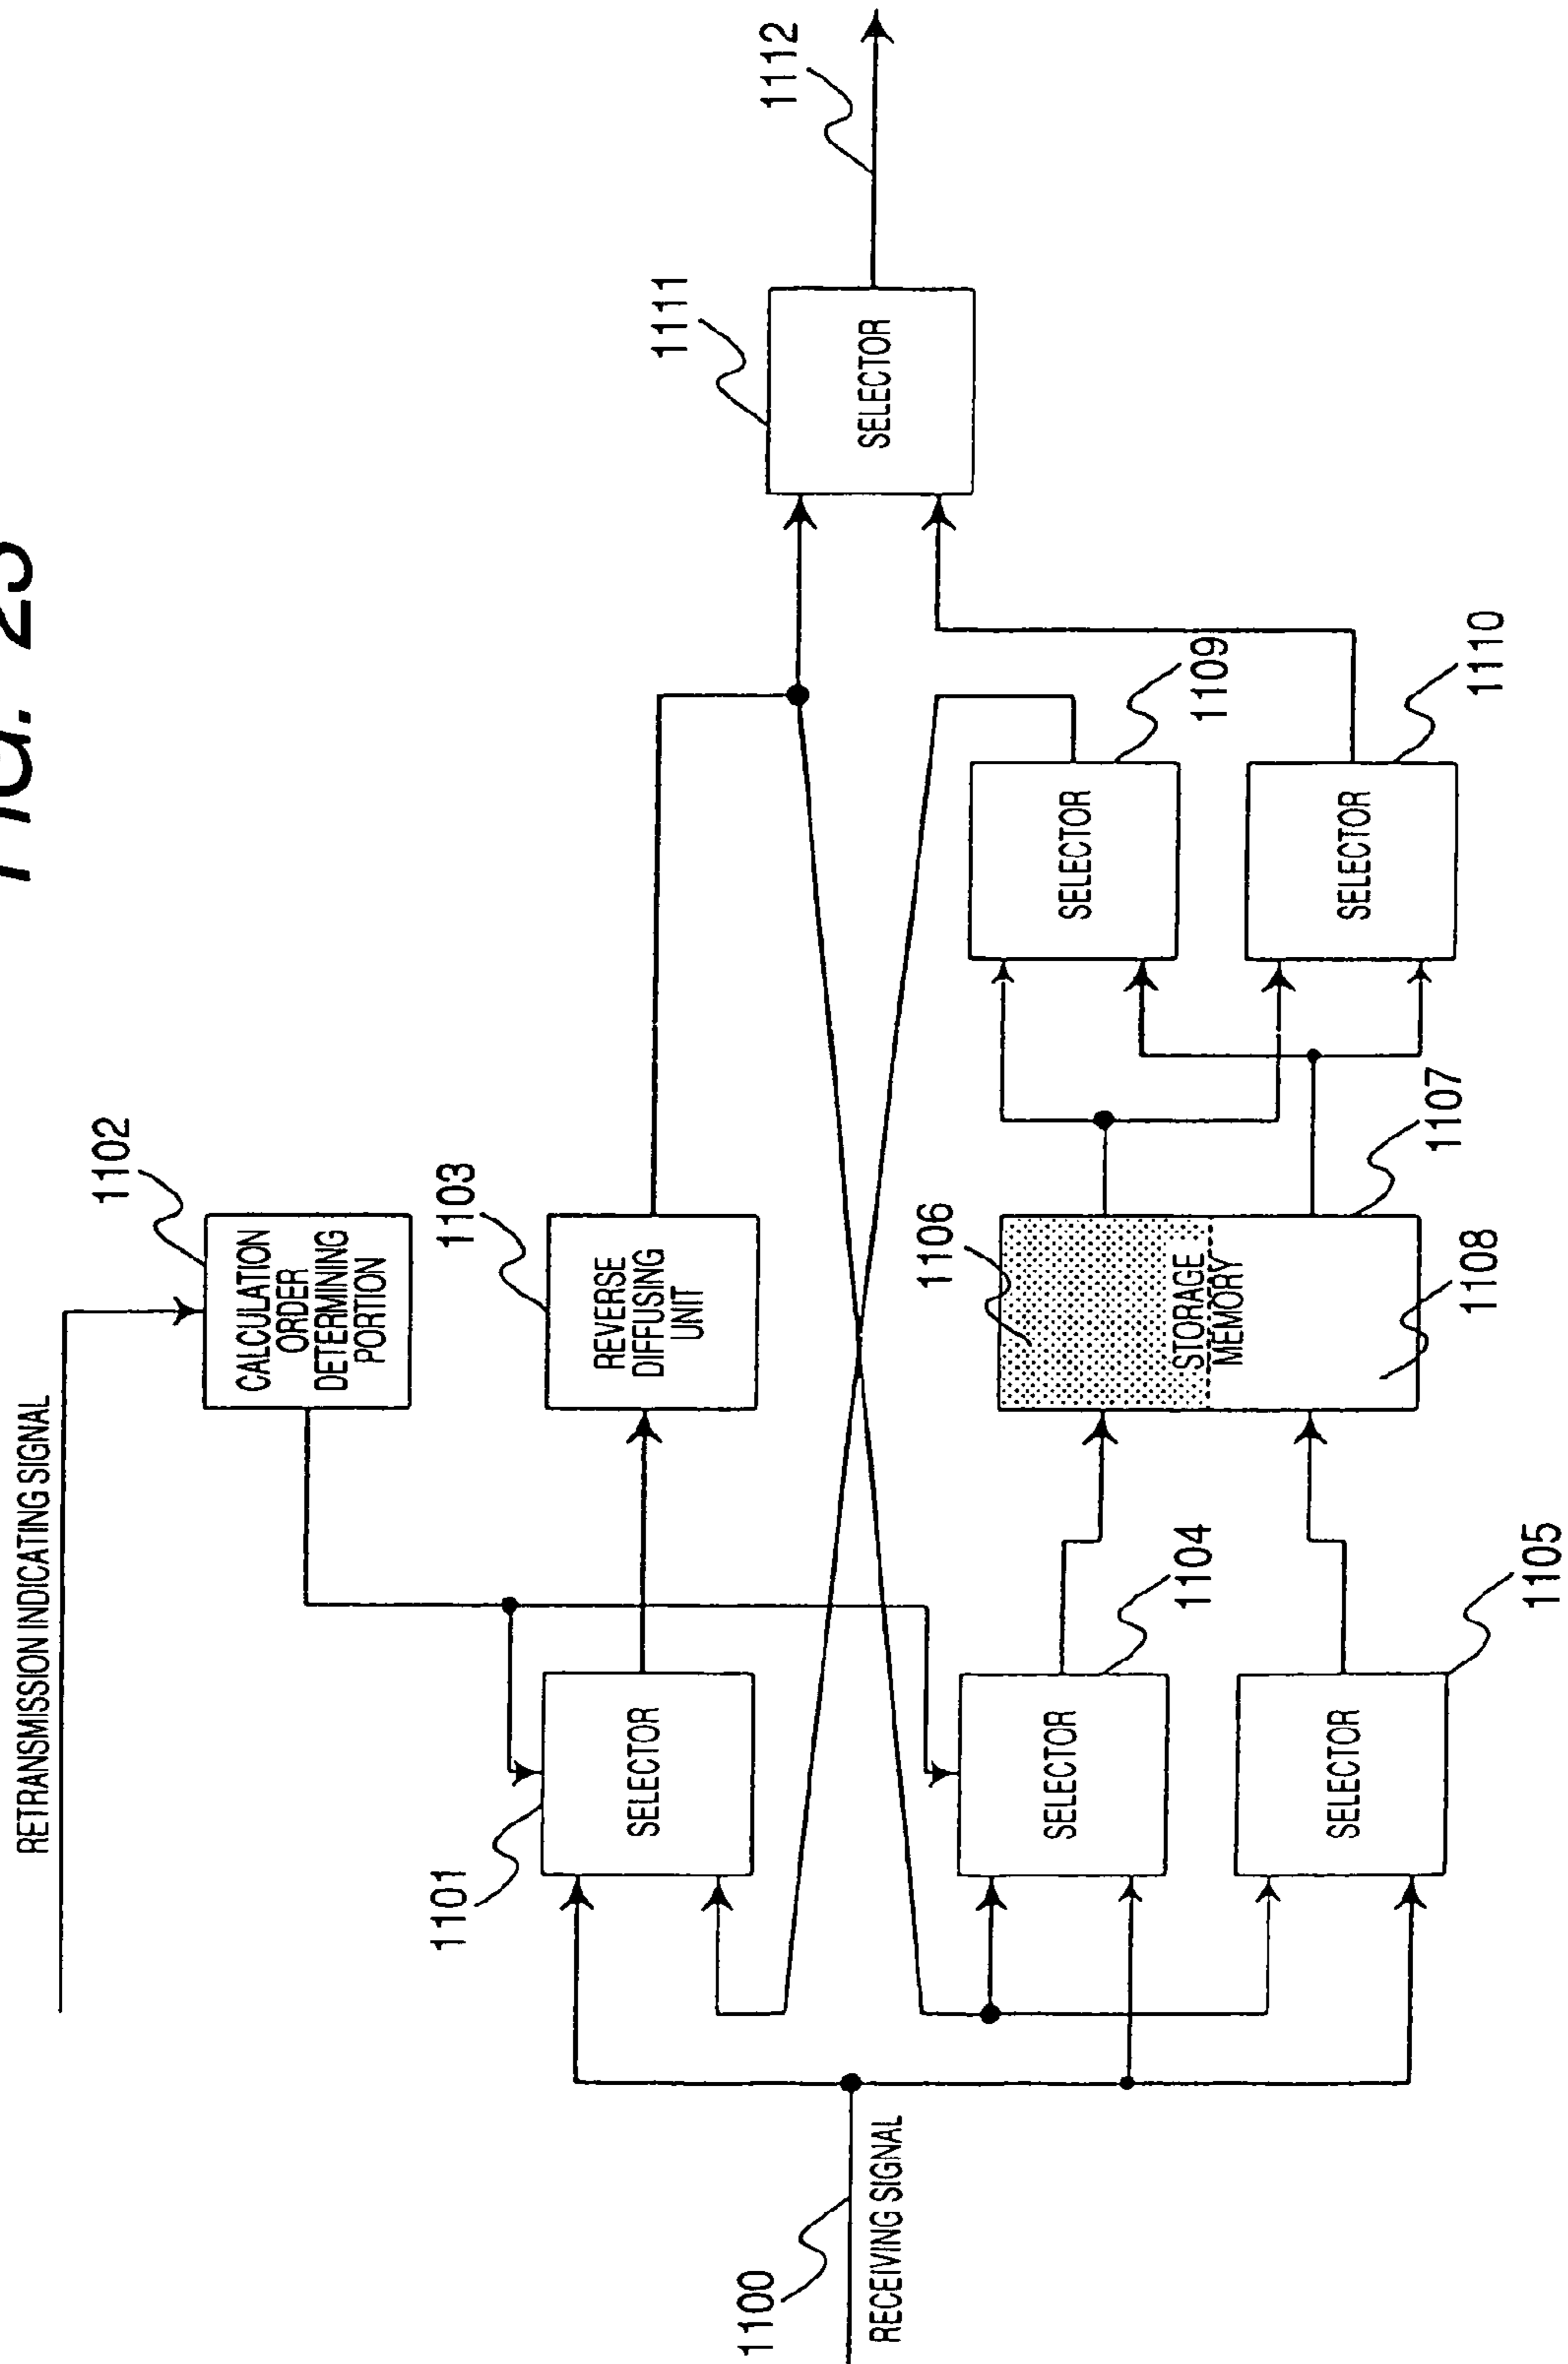 FIG. 23
RETRANSMISSION INDICATING SIGNAL
1102
CALCULATION
ORDER
DETERMINING
PORTION
1101
SELECTOR
1103
REVERSE
DIFFUSING
UNIT
1111
SELECTOR
1112
1100
RECEIVING SIGNAL
SELECTOR
1104
SELECTOR
1105
1106
STORAGE
MEMORY
1107
1108
SELECTOR
1109
SELECTOR
1110